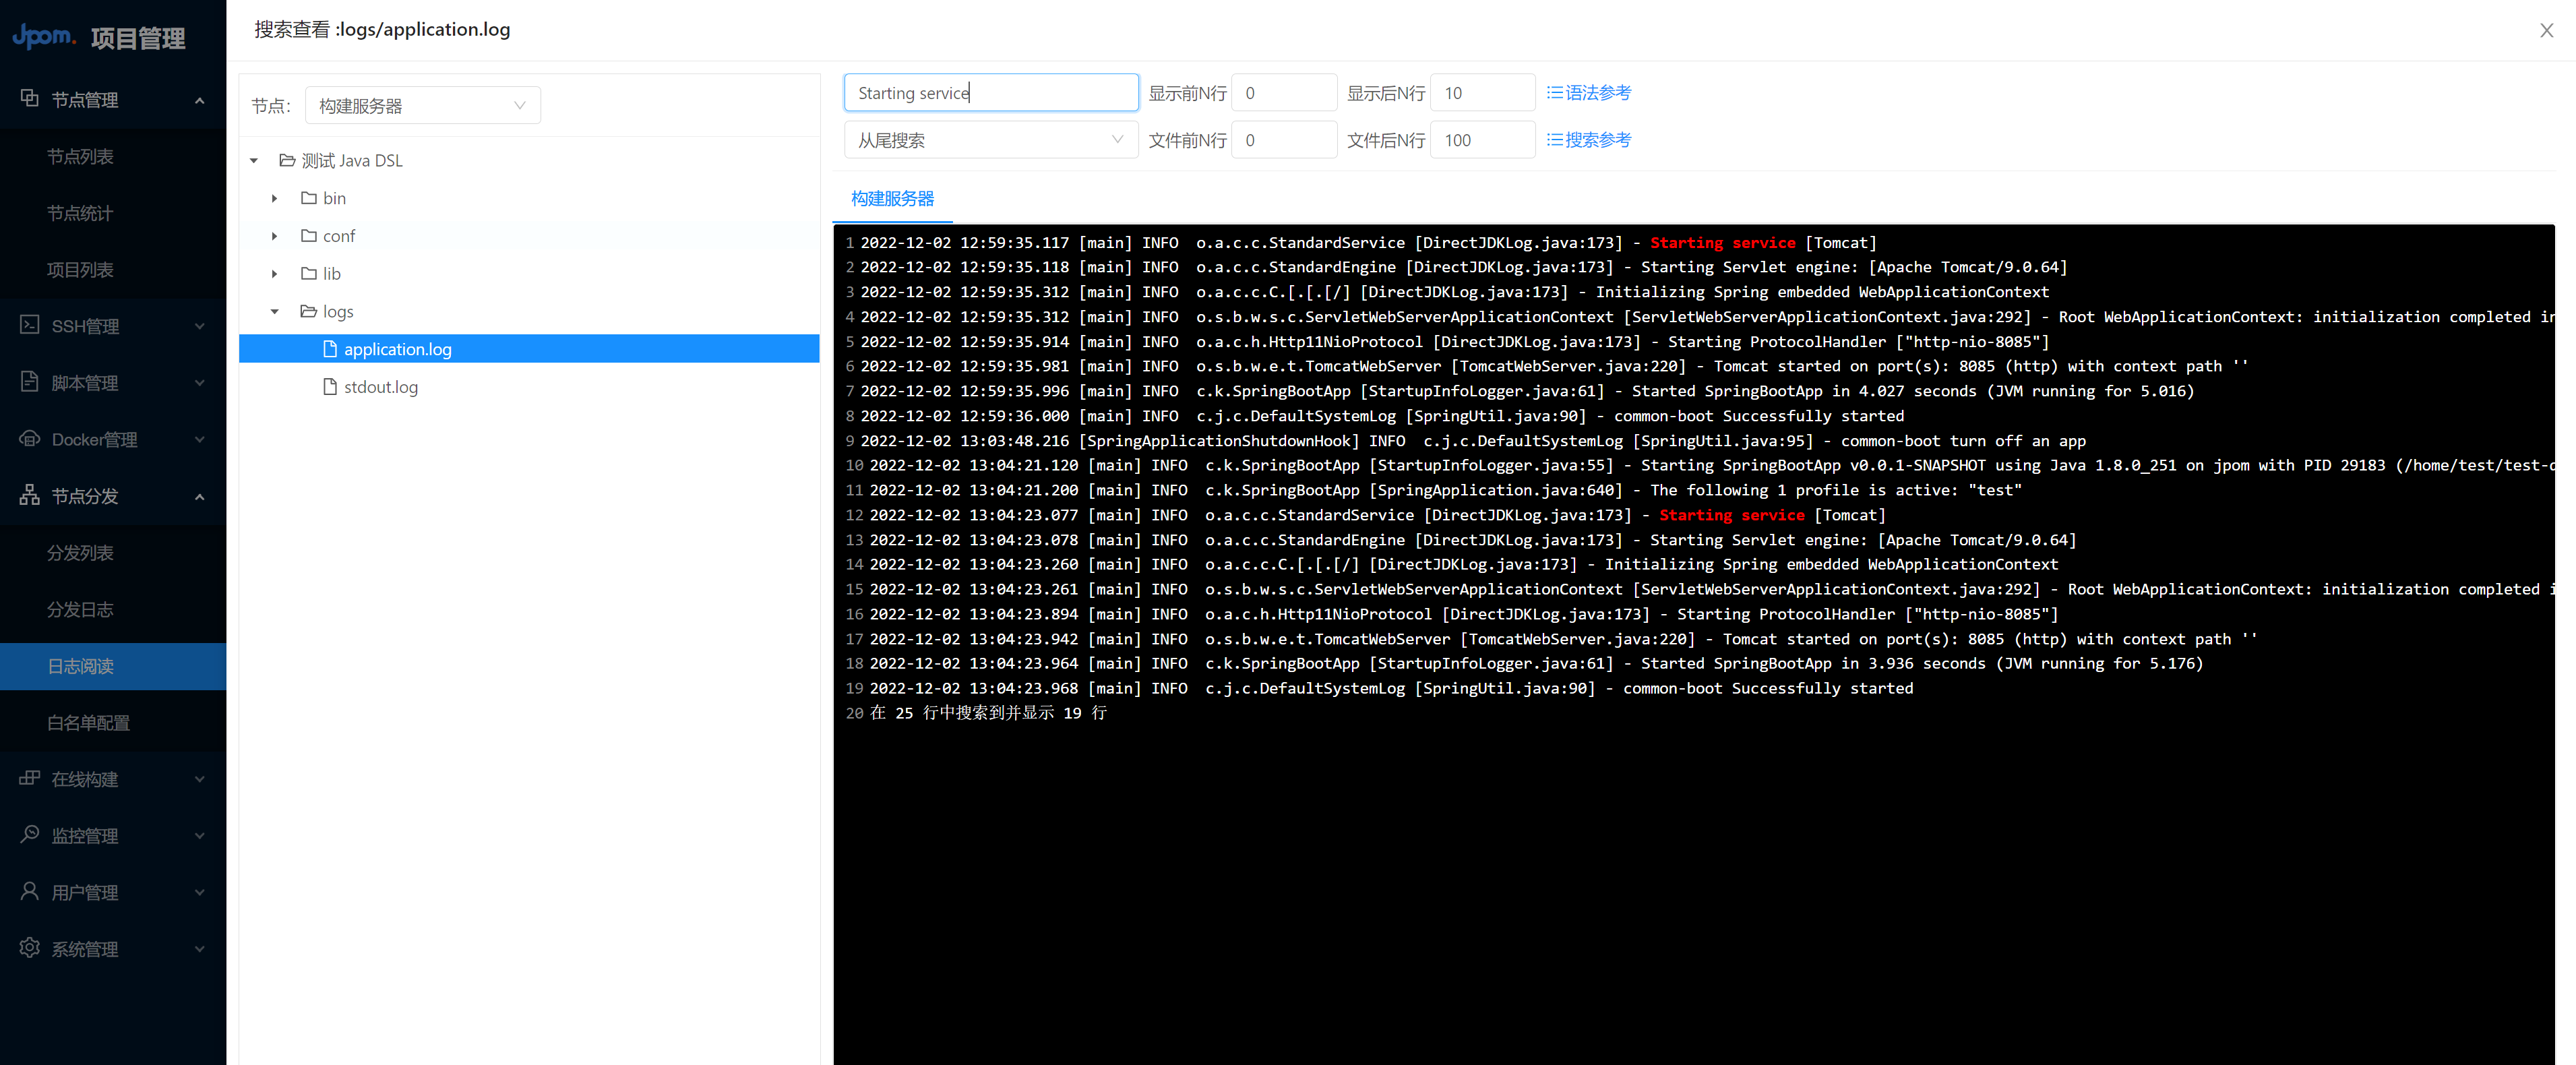 Jpom. 项目管理
节点管理
节点列表
节点统计
项目列表
SSH管理
脚本管理
Docker管理
节点分发
分发列表
分发日志
日志阅读
白名单配置
在线构建
监控管理
用户管理
系统管理
搜索查看 :logs/application.log
节点: 构建服务器
测试 Java DSL
bin
conf
lib
logs
application.log
stdout.log
Starting service 显示前N行 0 显示后N行 10 语法参考
从尾搜索 文件前N行 0 文件后N行 100 搜索参考
构建服务器
1 2022-12-02 12:59:35.117 [main] INFO  o.a.c.c.StandardService [DirectJDKLog.java:173] - Starting service [Tomcat]
2 2022-12-02 12:59:35.118 [main] INFO  o.a.c.c.StandardEngine [DirectJDKLog.java:173] - Starting Servlet engine: [Apache Tomcat/9.0.64]
3 2022-12-02 12:59:35.312 [main] INFO  o.a.c.c.C.[.[.[/] [DirectJDKLog.java:173] - Initializing Spring embedded WebApplicationContext
4 2022-12-02 12:59:35.312 [main] INFO  o.s.b.w.s.c.ServletWebServerApplicationContext [ServletWebServerApplicationContext.java:292] - Root WebApplicationContext: initialization completed in
5 2022-12-02 12:59:35.914 [main] INFO  o.a.c.h.Http11NioProtocol [DirectJDKLog.java:173] - Starting ProtocolHandler ["http-nio-8085"]
6 2022-12-02 12:59:35.981 [main] INFO  o.s.b.w.e.t.TomcatWebServer [TomcatWebServer.java:220] - Tomcat started on port(s): 8085 (http) with context path ''
7 2022-12-02 12:59:35.996 [main] INFO  c.k.SpringBootApp [StartupInfoLogger.java:61] - Started SpringBootApp in 4.027 seconds (JVM running for 5.016)
8 2022-12-02 12:59:36.000 [main] INFO  c.j.c.DefaultSystemLog [SpringUtil.java:90] - common-boot Successfully started
9 2022-12-02 13:03:48.216 [SpringApplicationShutdownHook] INFO  c.j.c.DefaultSystemLog [SpringUtil.java:95] - common-boot turn off an app
10 2022-12-02 13:04:21.120 [main] INFO  c.k.SpringBootApp [StartupInfoLogger.java:55] - Starting SpringBootApp v0.0.1-SNAPSHOT using Java 1.8.0_251 on jpom with PID 29183 (/home/test/test-
11 2022-12-02 13:04:21.200 [main] INFO  c.k.SpringBootApp [SpringApplication.java:640] - The following 1 profile is active: "test"
12 2022-12-02 13:04:23.077 [main] INFO  o.a.c.c.StandardService [DirectJDKLog.java:173] - Starting service [Tomcat]
13 2022-12-02 13:04:23.078 [main] INFO  o.a.c.c.StandardEngine [DirectJDKLog.java:173] - Starting Servlet engine: [Apache Tomcat/9.0.64]
14 2022-12-02 13:04:23.260 [main] INFO  o.a.c.c.C.[.[.[/] [DirectJDKLog.java:173] - Initializing Spring embedded WebApplicationContext
15 2022-12-02 13:04:23.261 [main] INFO  o.s.b.w.s.c.ServletWebServerApplicationContext [ServletWebServerApplicationContext.java:292] - Root WebApplicationContext: initialization completed
16 2022-12-02 13:04:23.894 [main] INFO  o.a.c.h.Http11NioProtocol [DirectJDKLog.java:173] - Starting ProtocolHandler ["http-nio-8085"]
17 2022-12-02 13:04:23.942 [main] INFO  o.s.b.w.e.t.TomcatWebServer [TomcatWebServer.java:220] - Tomcat started on port(s): 8085 (http) with context path ''
18 2022-12-02 13:04:23.964 [main] INFO  c.k.SpringBootApp [StartupInfoLogger.java:61] - Started SpringBootApp in 3.936 seconds (JVM running for 5.176)
19 2022-12-02 13:04:23.968 [main] INFO  c.j.c.DefaultSystemLog [SpringUtil.java:90] - common-boot Successfully started
20 在 25 行中搜索到并显示 19 行